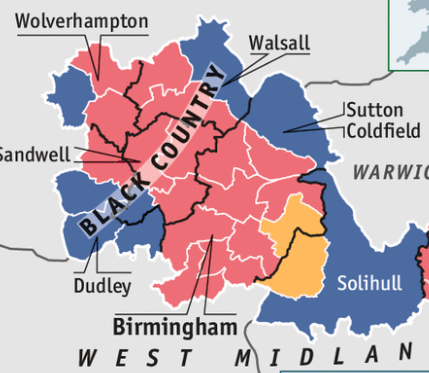 Wolverhampton
Walsall
Sutton
Coldfield
Sandwell
BLACK COUNTRY
WARWIC
Dudley
Solihull
Birmingham
WEST MIDLAN